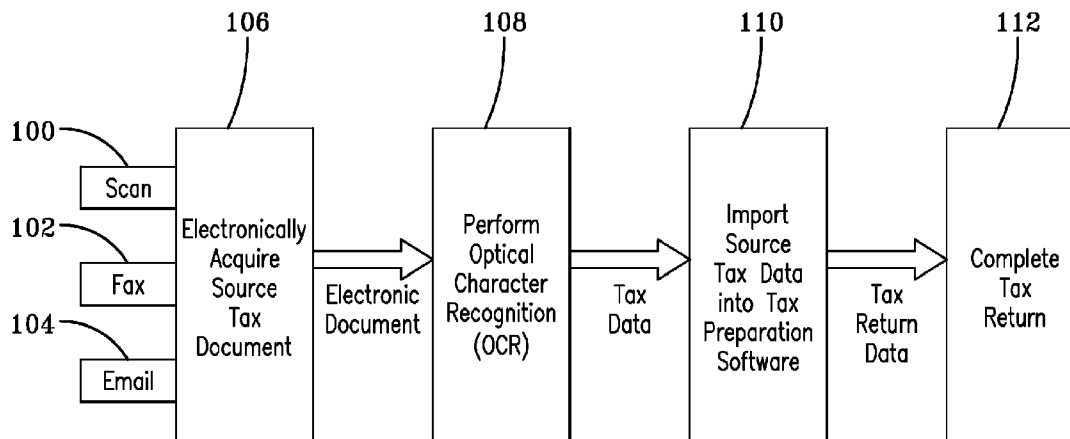 106
108
110
112
100
Scan
102
Fax
104
Email
Electronically
Acquire
Source
Tax
Document
Electronic
Document
Perform
Optical
Character
Recognition
(OCR)
Tax
Data
Import
Source
Tax Data
into Tax
Preparation
Software
Tax
Return
Data
Complete
Tax
Return